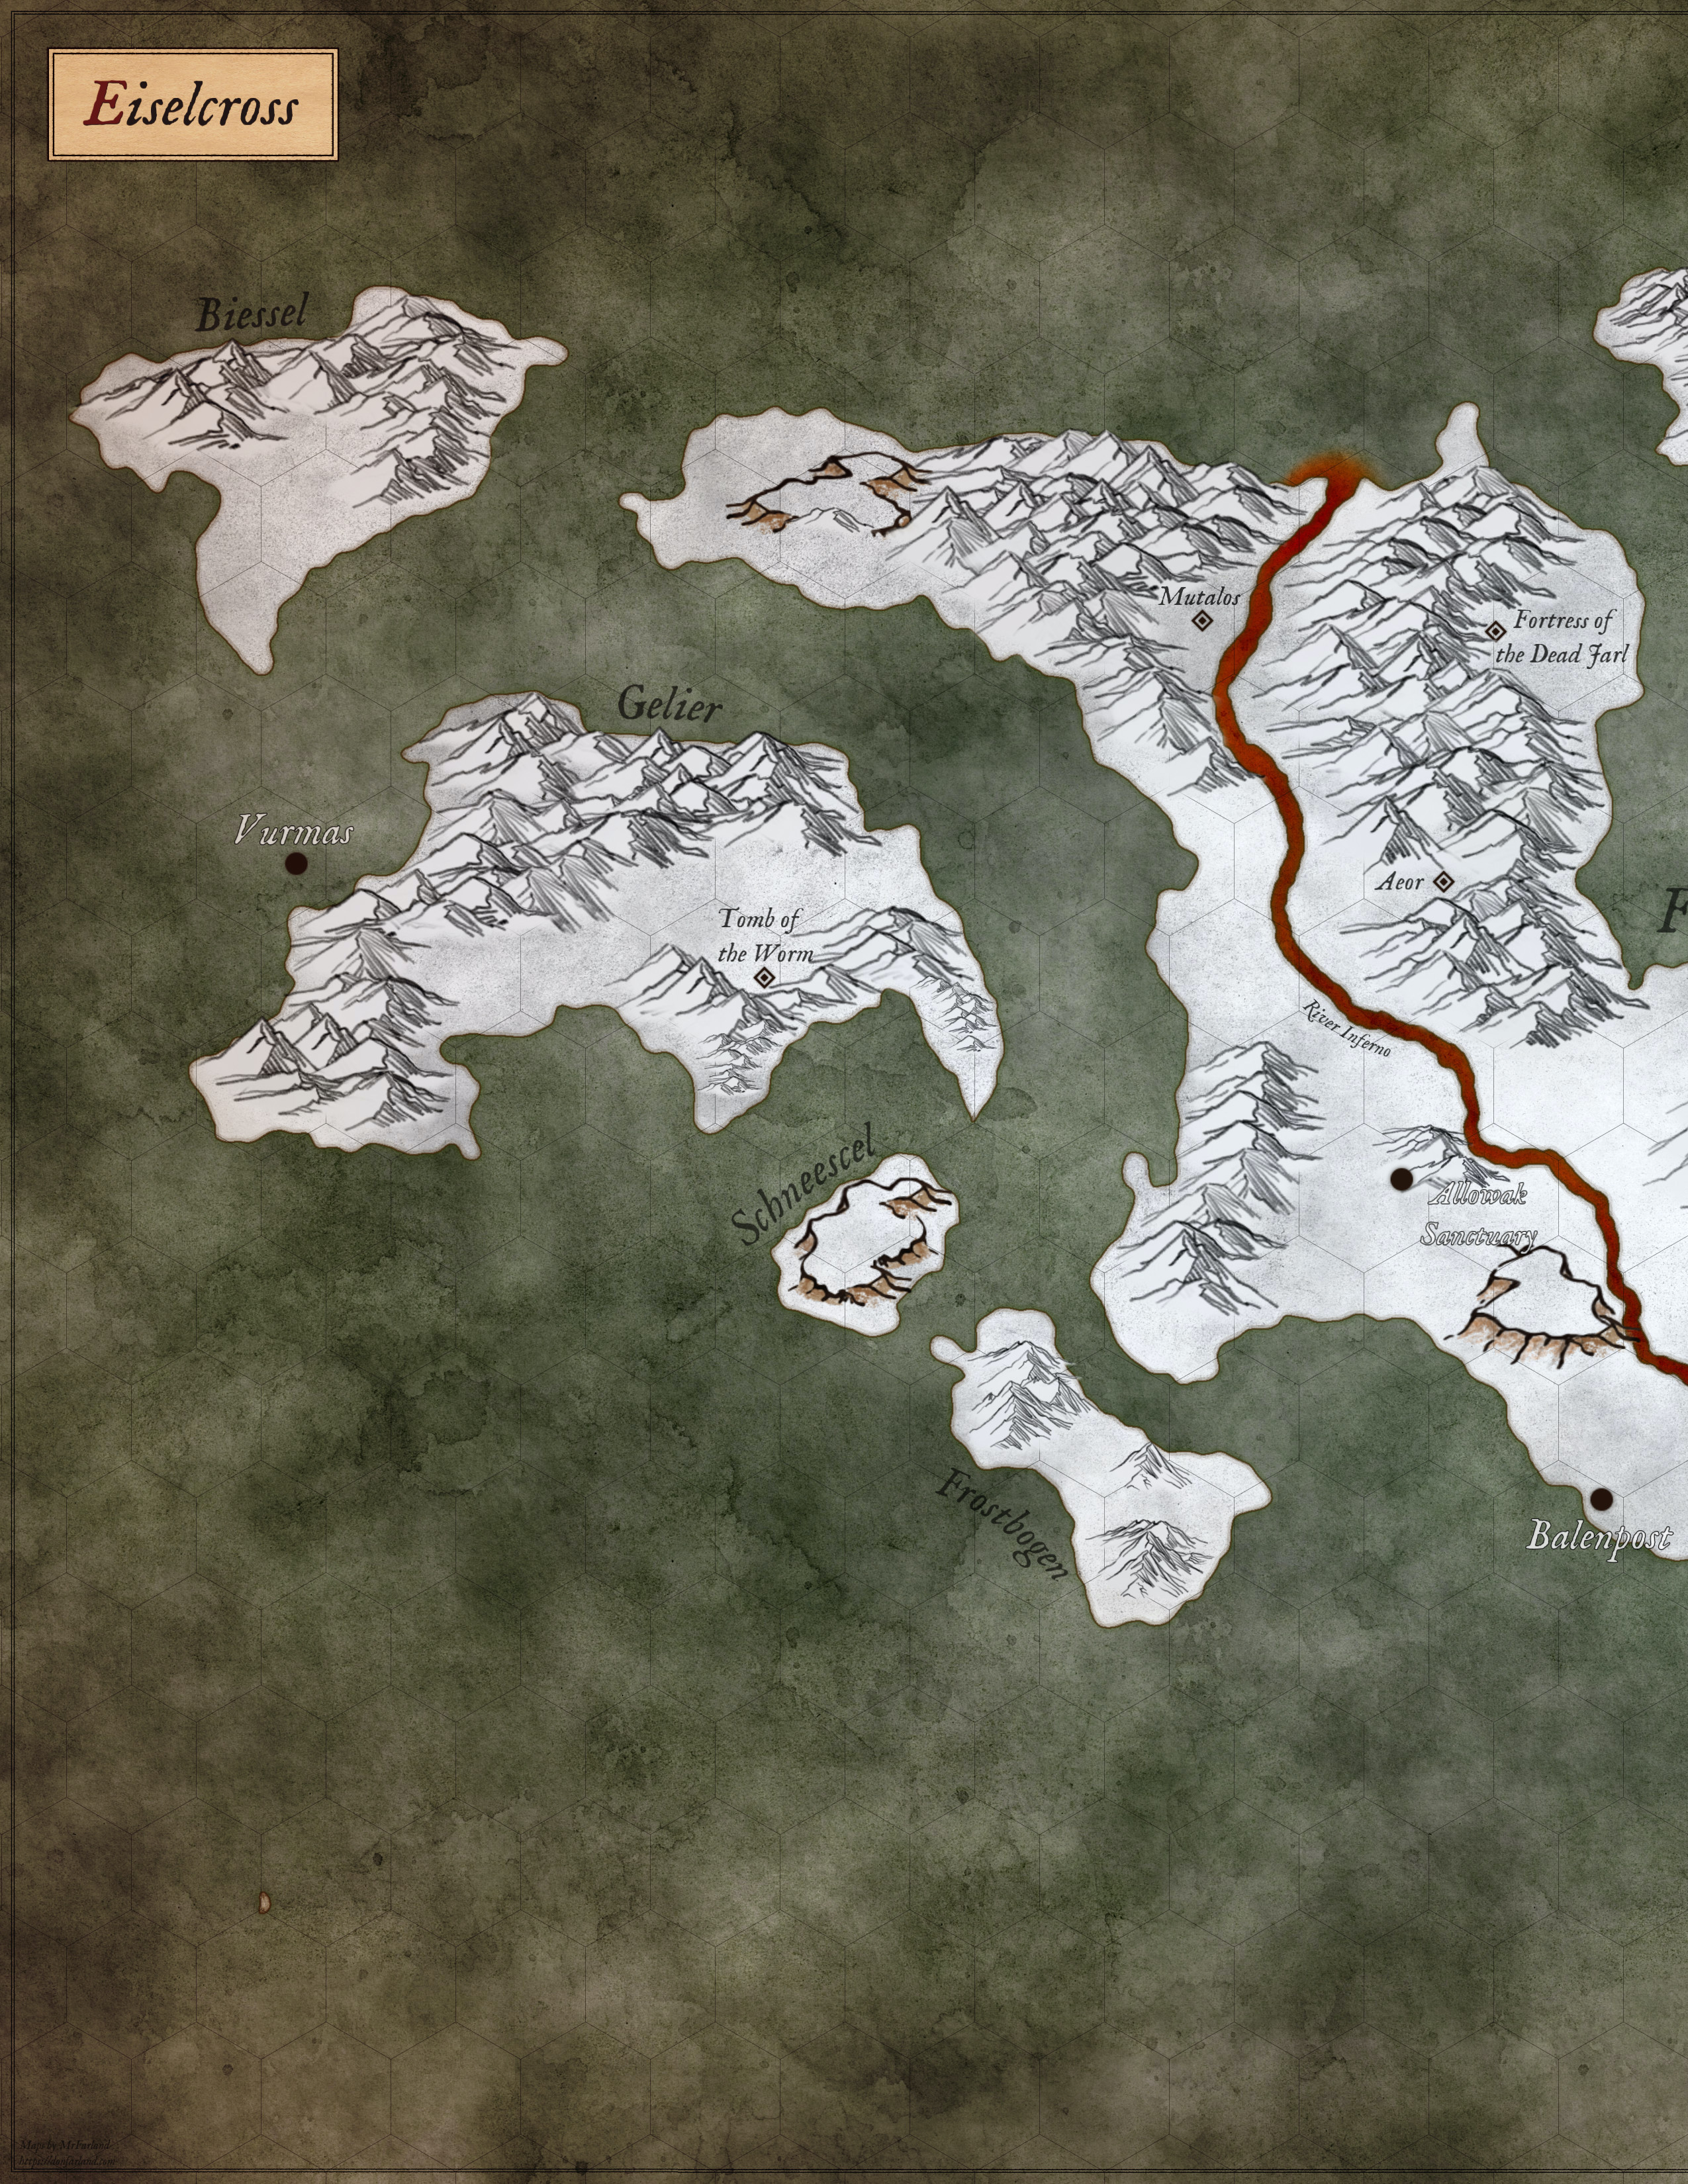 Eiselcross
Biessel
Mutalos
Fortress of
the Dead Jarl
Gelier
Vurmas
Aeor
F
Tomb of
the Worm
River Inferno
Schneescel
Allowak
Sanctuary
Frostbogen
Balenpost